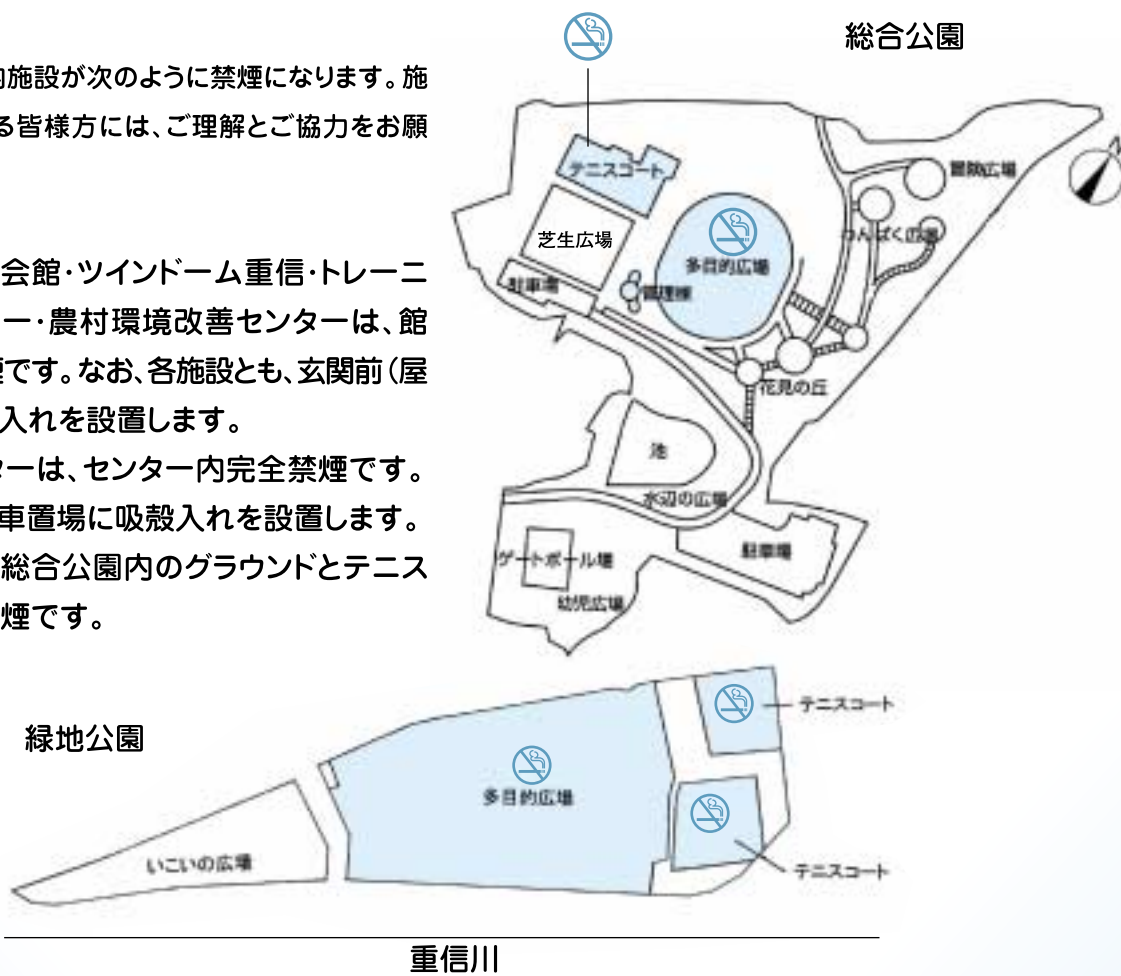 総合公園
内施設が次のように禁煙になります。施
る皆様方には、ご理解とご協力をお願
会館・ツインドーム重信・トレーニ
ー・農村環境改善センターは、館
煙です。なお、各施設とも、玄関前（屋
入れを設置します。
ターは、センター内完全禁煙です。
車置場に吸殻入れを設置します。
総合公園内のグラウンドとテニス
煙です。
テニスコート
冒険広場
芝生広場
わんぱく広場
多目的広場
駐車場
管理棟
花見の丘
池
水辺の広場
駐車場
ゲートボール場
幼児広場
緑地公園
テニスコート
多目的広場
いこいの広場
テニスコート
重信川